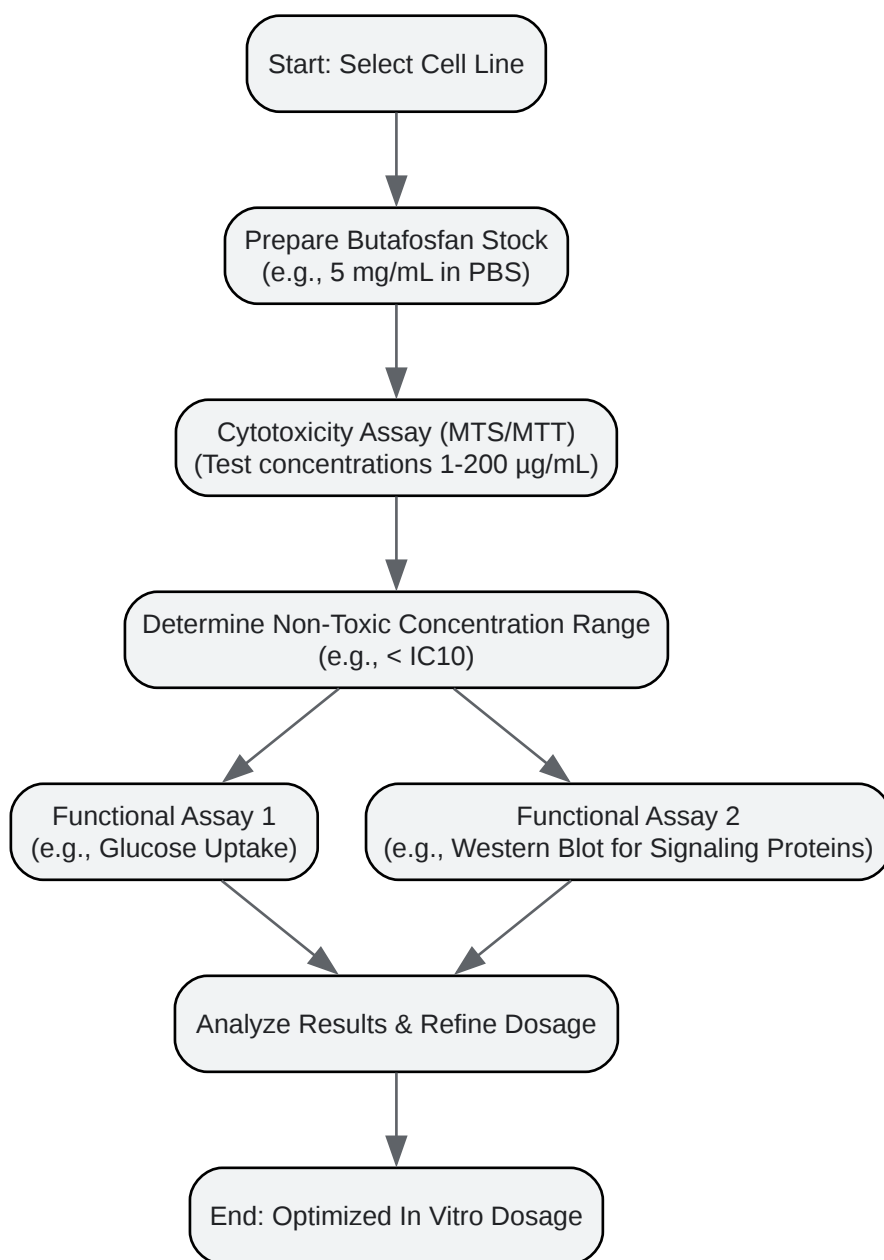 Start: Select Cell Line
Prepare Butafosfan Stock
(e.g., 5 mg/mL in PBS)
Cytotoxicity Assay (MTS/MTT)
(Test concentrations 1-200 µg/mL)
Determine Non-Toxic Concentration Range
(e.g., < IC10)
Functional Assay 1
(e.g., Glucose Uptake)
Functional Assay 2
(e.g., Western Blot for Signaling Proteins)
Analyze Results & Refine Dosage
End: Optimized In Vitro Dosage